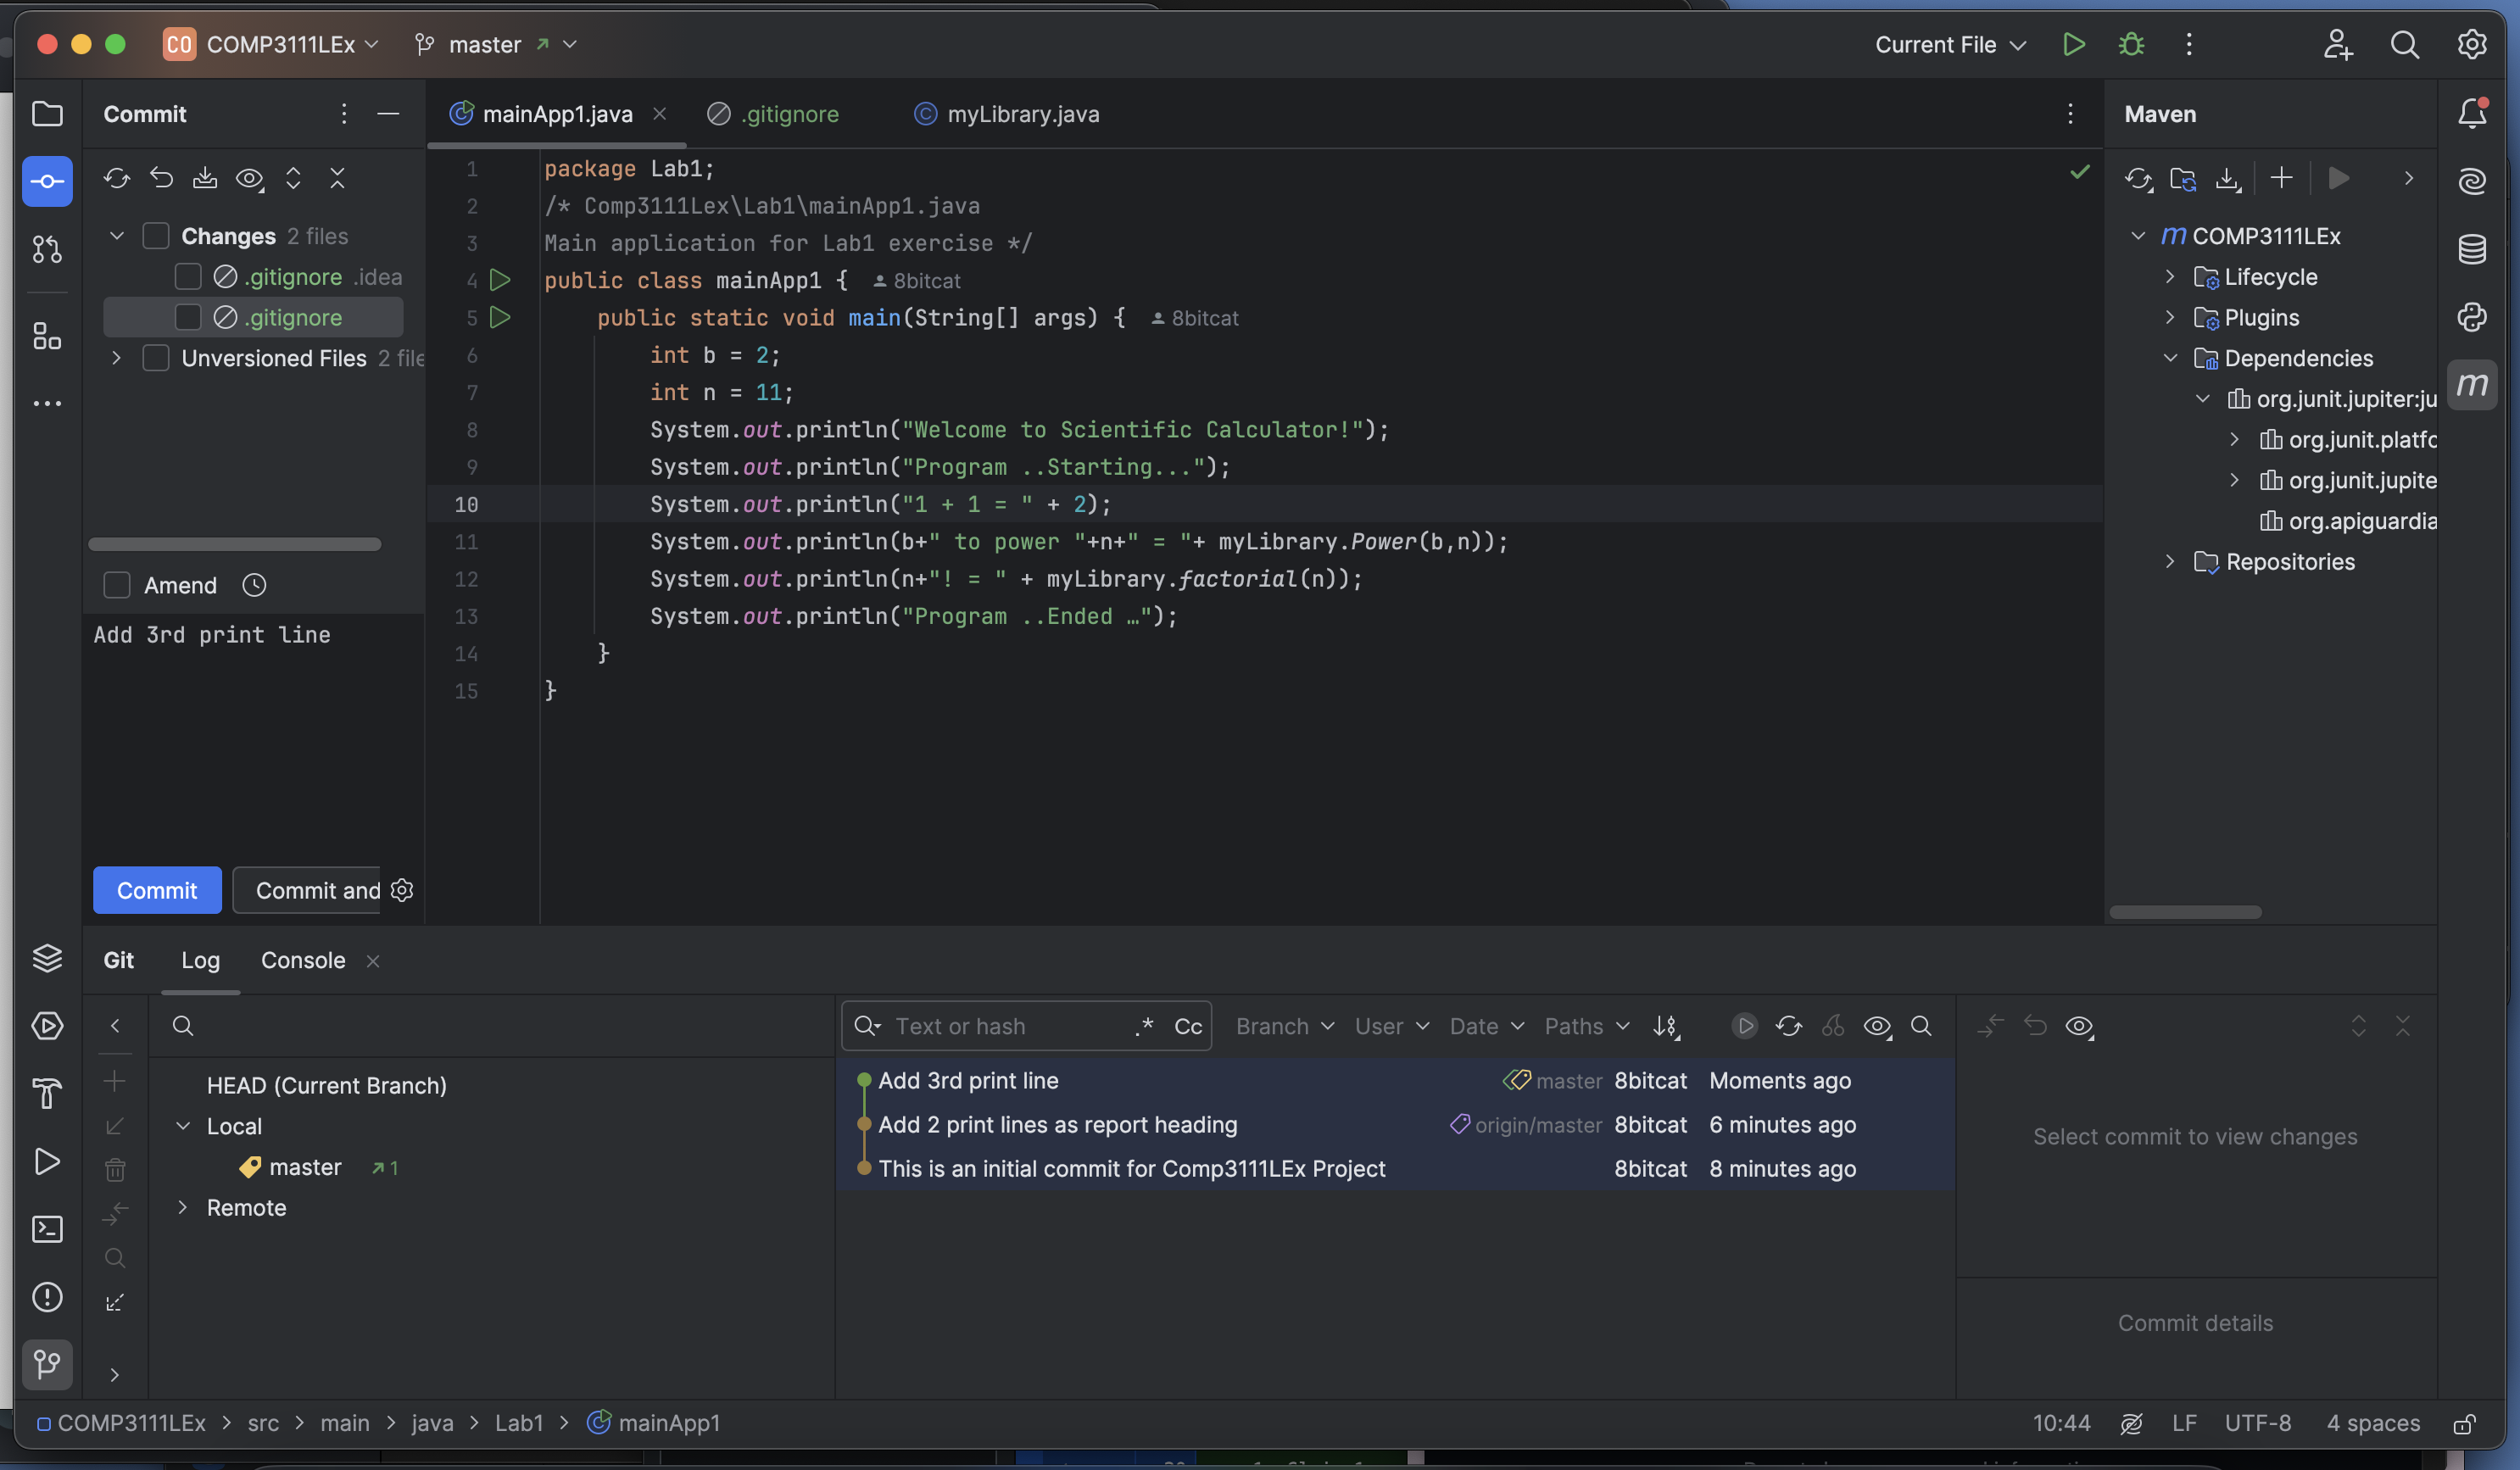 CO COMP3111LEx master Current File
Commit
mainApp1.java .gitignore myLibrary.java
Maven
Changes 2 files
.gitignore .idea
.gitignore
Unversioned Files 2 file
Amend
Add 3rd print line
Commit Commit and
1 package Lab1;
2 /* Comp3111Lex\Lab1\mainApp1.java
3 Main application for Lab1 exercise */
4 public class mainApp1 { 8bitcat
5 public static void main(String[] args) { 8bitcat
6 int b = 2;
7 int n = 11;
8 System.out.println("Welcome to Scientific Calculator!");
9 System.out.println("Program ..Starting...");
10 System.out.println("1 + 1 = " + 2);
11 System.out.println(b+" to power "+n+" = "+ myLibrary.Power(b,n));
12 System.out.println(n+"! = " + myLibrary.factorial(n));
13 System.out.println("Program ..Ended …");
14 }
15 }
m COMP3111LEx
Lifecycle
Plugins
Dependencies
org.junit.jupiter:ju
org.junit.platfo
org.junit.jupite
org.apiguardia
Repositories
m
Git Log Console
HEAD (Current Branch)
Local
master 1
Remote
Text or hash .* Cc Branch User Date Paths
Add 3rd print line master 8bitcat Moments ago
Add 2 print lines as report heading origin/master 8bitcat 6 minutes ago
This is an initial commit for Comp3111LEx Project 8bitcat 8 minutes ago
Select commit to view changes
Commit details
COMP3111LEx > src > main > java > Lab1 > mainApp1
10:44 LF UTF-8 4 spaces